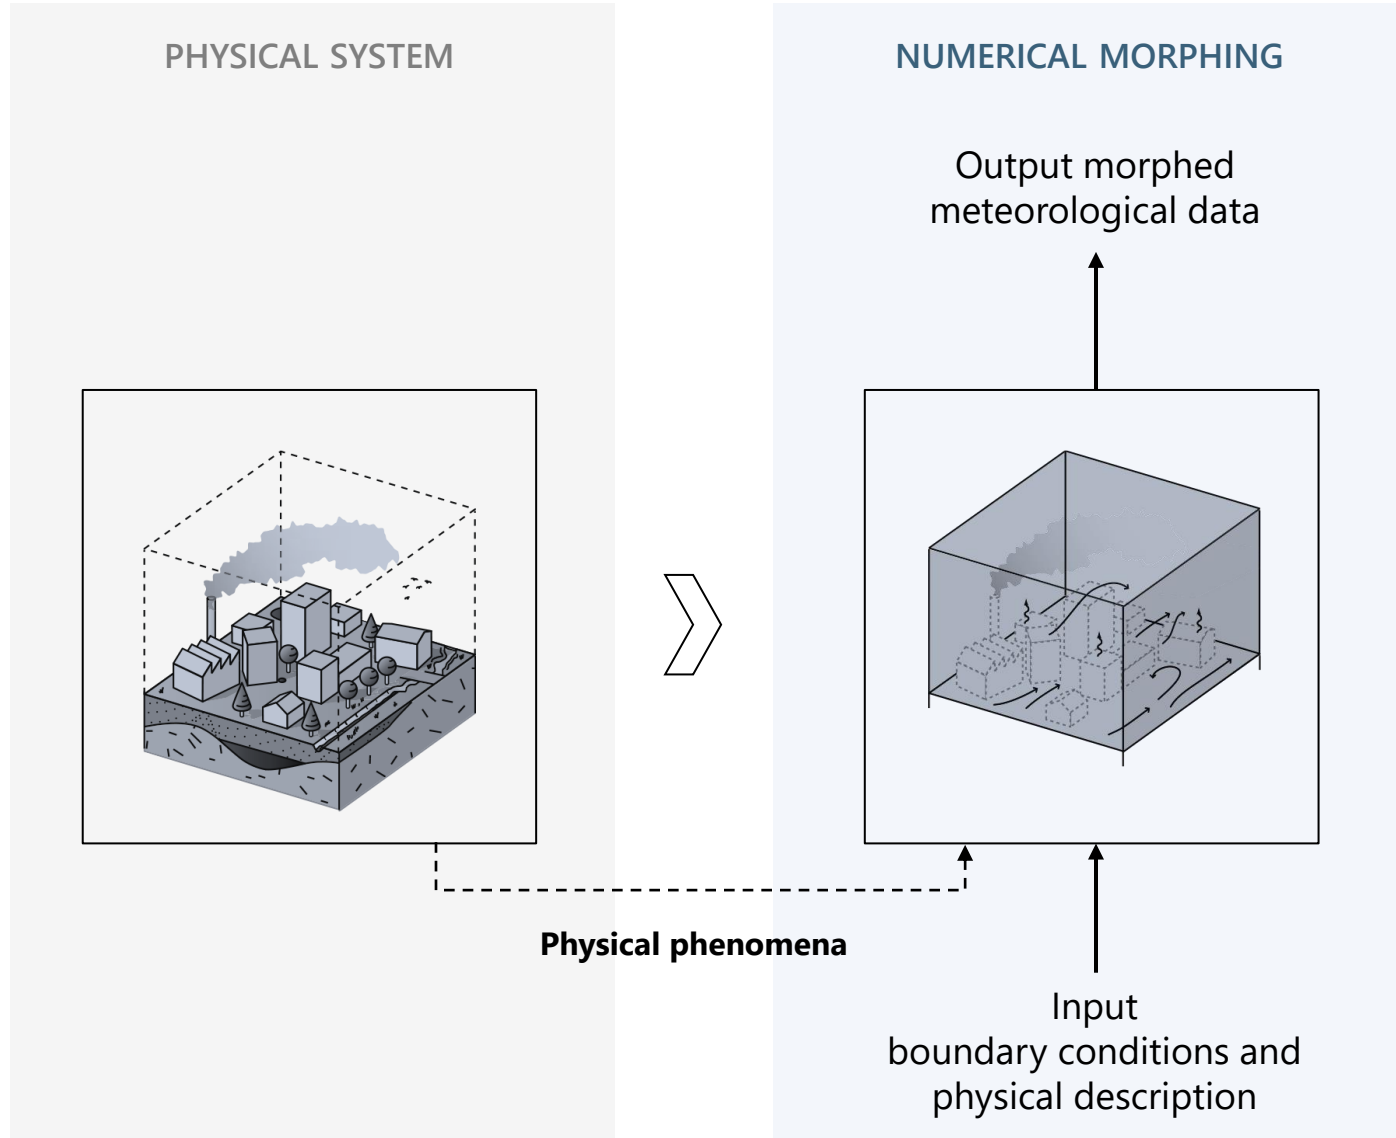 PHYSICAL SYSTEM
NUMERICAL MORPHING
Output morphed
meteorological data
Physical phenomena
Input
boundary conditions and
physical description